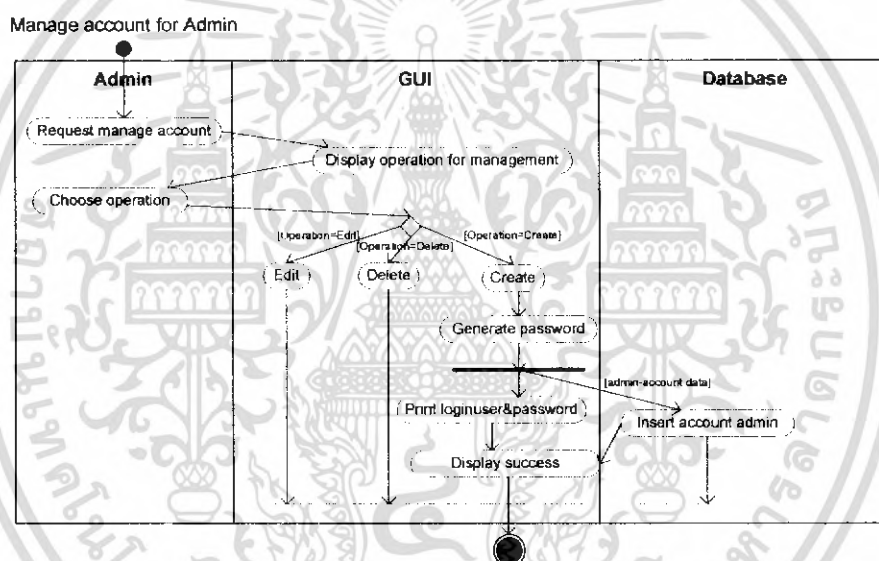 Manage account for Admin
Admin
GUI
Database
Request manage account
Display operation for management
Choose operation
[Operation=Edit]
[Operation=Delete]
[Operation=Create]
Edit
Delete
Create
Generate password
[admin-account data]
Print loginuser&password
Insert account admin
Display success